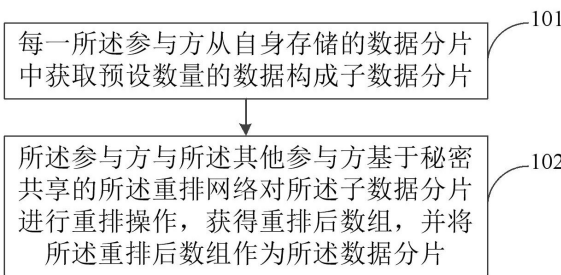 101
每一所述参与方从自身存储的数据分片
中获取预设数量的数据构成子数据分片
102
所述参与方与所述其他参与方基于秘密
共享的所述重排网络对所述子数据分片
进行重排操作，获得重排后数组，并将
所述重排后数组作为所述数据分片